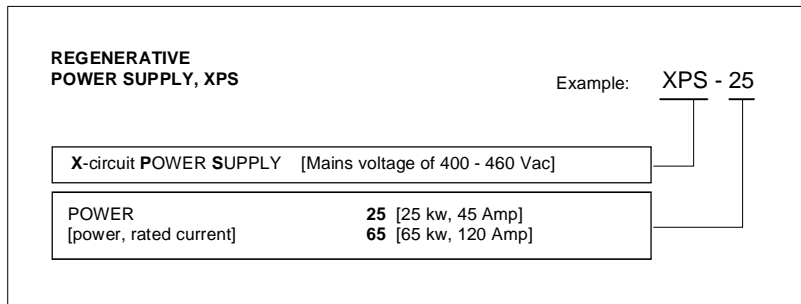 REGENERATIVE
POWER SUPPLY, XPS
Example: XPS - 25
X-circuit POWER SUPPLY [Mains voltage of 400 - 460 Vac]
POWER 25 [25 kw, 45 Amp]
[power, rated current] 65 [65 kw, 120 Amp]